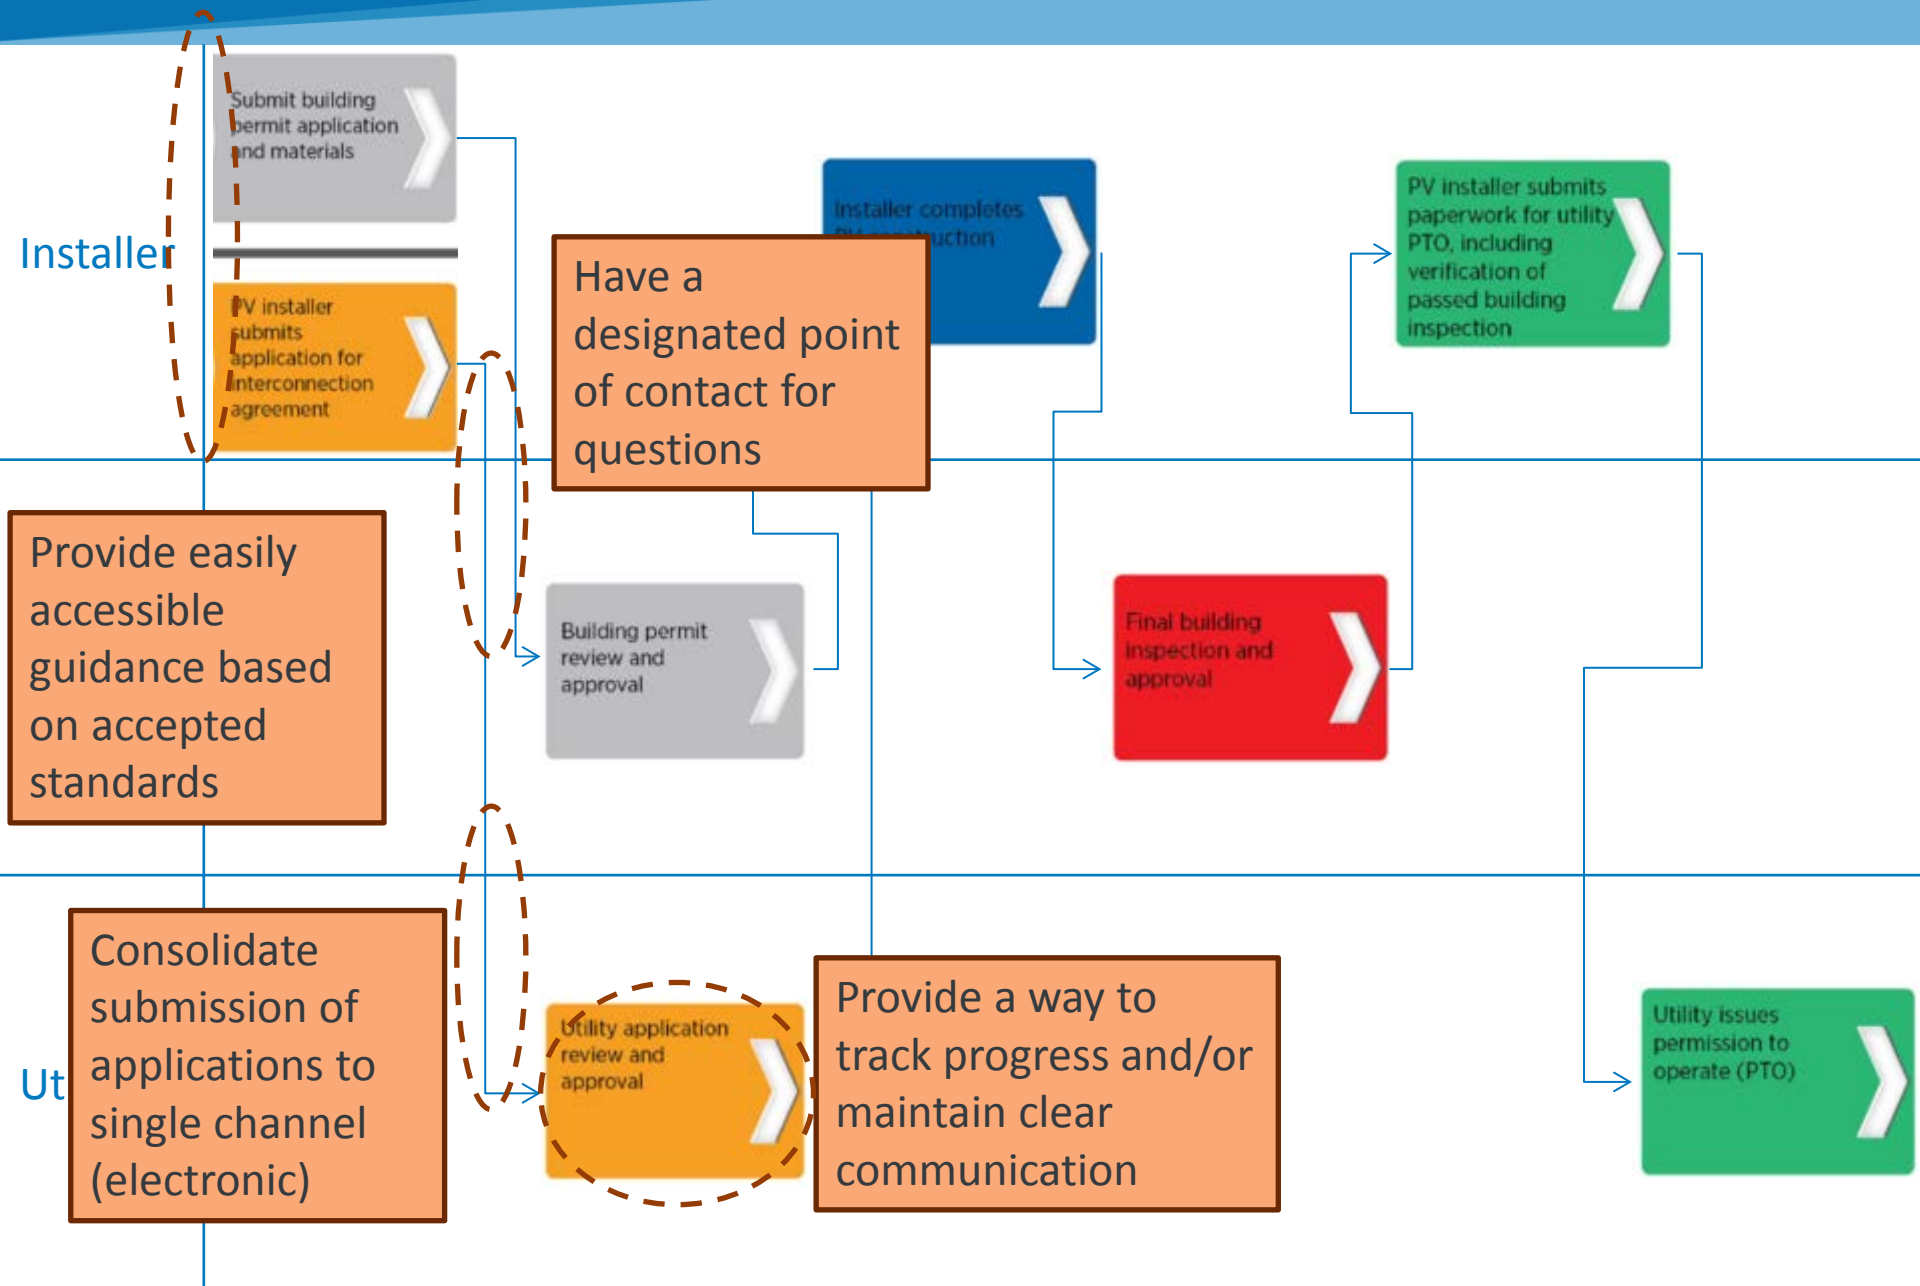 Submit building
permit application
and materials
Installer
PV installer
submits
application for
interconnection
agreement
Installer completes
Have a
designated point
of contact for
questions
PV installer submits
paperwork for utility
PTO, including
verification of
passed building
inspection
Provide easily
accessible
guidance based
on accepted
standards
Building permit
review and
approval
Final building
inspection and
approval
Consolidate
submission of
applications to
single channel
(electronic)
Ut
Utility application
review and
approval
Provide a way to
track progress and/or
maintain clear
communication
Utility issues
permission to
operate (PTO)